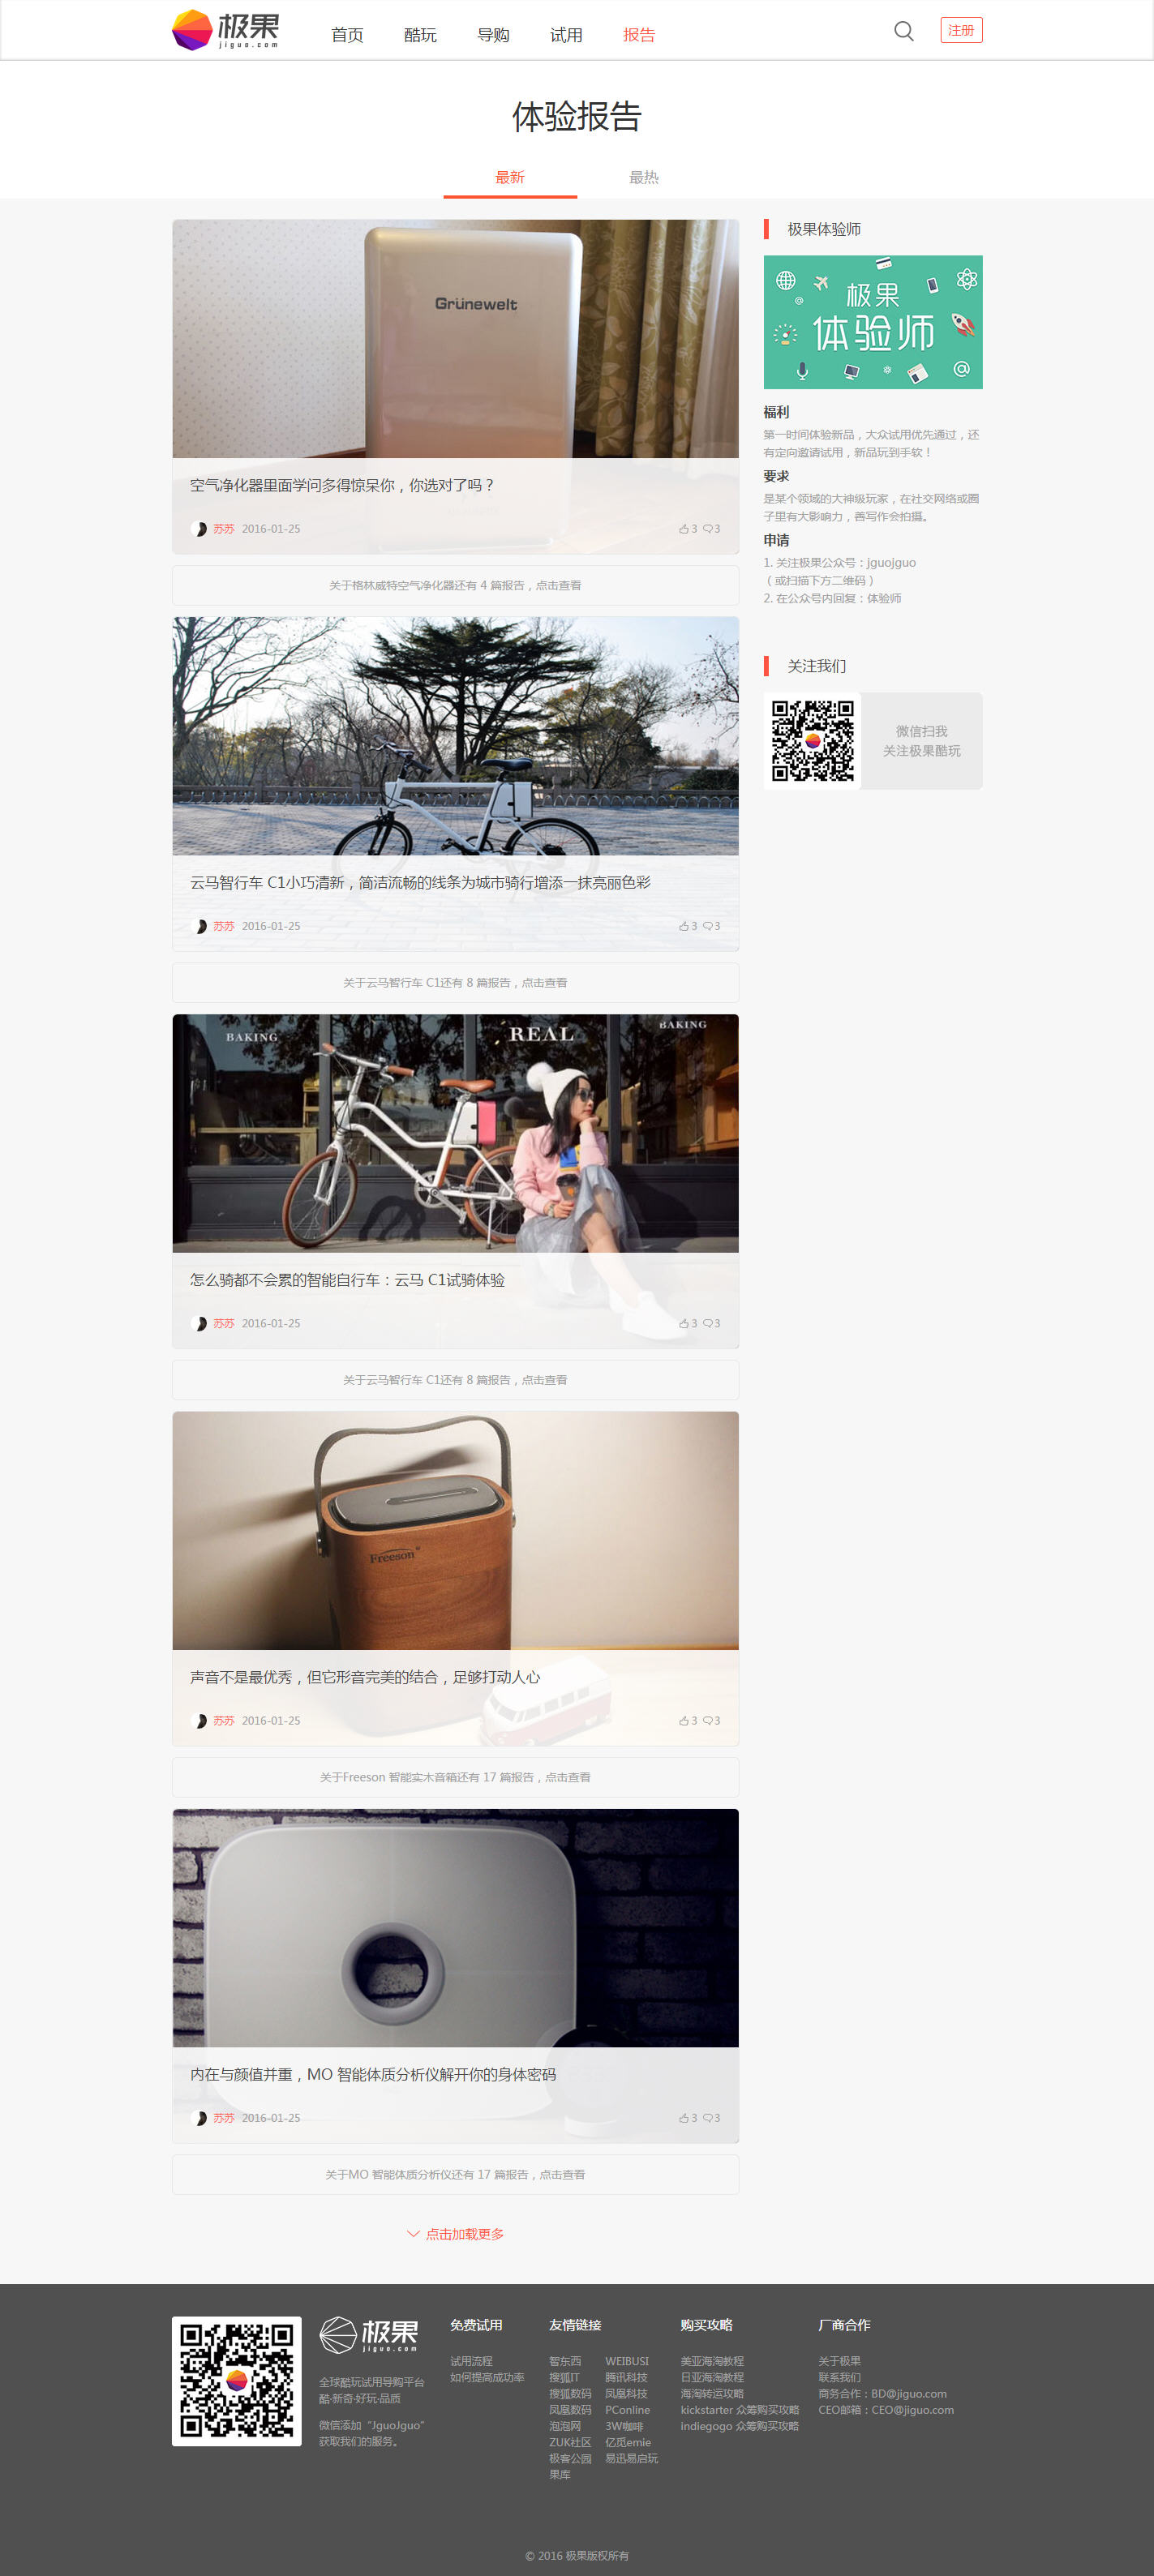 极果
jiguo.com
首页 酷玩 导购 试用 报告
注册
体验报告
最新 最热
Grünewelt
空气净化器里面学问多得惊呆你，你选对了吗？
苏苏 2016-01-25 3 3
关于格林威特空气净化器还有 4 篇报告，点击查看
云马智行车 C1小巧清新，简洁流畅的线条为城市骑行增添一抹亮丽色彩
苏苏 2016-01-25 3 3
关于云马智行车 C1还有 8 篇报告，点击查看
BAKING REAL BAKING
怎么骑都不会累的智能自行车：云马 C1试骑体验
苏苏 2016-01-25 3 3
关于云马智行车 C1还有 8 篇报告，点击查看
Freeson
声音不是最优秀，但它形音完美的结合，足够打动人心
苏苏 2016-01-25 3 3
关于Freeson 智能实木音箱还有 17 篇报告，点击查看
内在与颜值并重，MO 智能体质分析仪解开你的身体密码
苏苏 2016-01-25 3 3
关于MO 智能体质分析仪还有 17 篇报告，点击查看
点击加载更多
极果体验师
极果
体验师
福利
第一时间体验新品，大众试用优先通过，还
有定向邀请试用，新品玩到手软！
要求
是某个领域的大神级玩家，在社交网络或圈
子里有大影响力，善写作会拍摄。
申请
1. 关注极果公众号：jguojguo
（或扫描下方二维码）
2. 在公众号内回复：体验师
关注我们
微信扫我
关注极果酷玩
极果
jiguo.com
全球酷玩试用导购平台
酷·新奇·好玩·品质
微信添加“JguoJguo”
获取我们的服务。
免费试用
试用流程
如何提高成功率
友情链接
智东西 WEIBUSI
搜狐IT 腾讯科技
搜狐数码 凤凰科技
凤凰数码 PConline
泡泡网 3W咖啡
ZUK社区 亿觅emie
极客公园 易迅易启玩
果库
购买攻略
美亚海淘教程
日亚海淘教程
海淘转运攻略
kickstarter 众筹购买攻略
indiegogo 众筹购买攻略
厂商合作
关于极果
联系我们
商务合作：BD@jiguo.com
CEO邮箱：CEO@jiguo.com
© 2016 极果版权所有